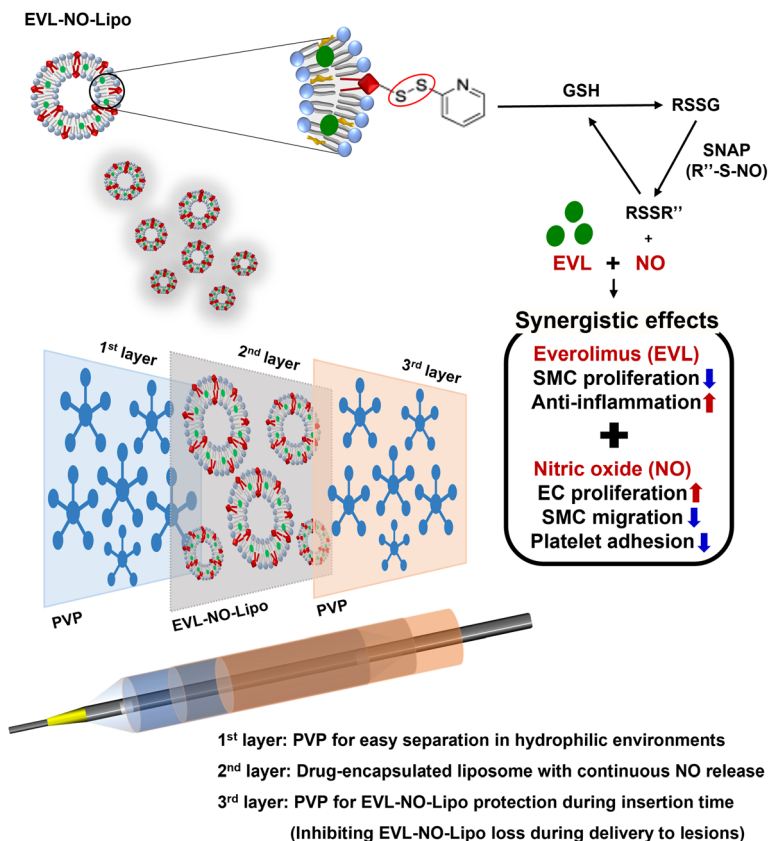 EVL-NO-Lipo
S
S
N
GSH
RSSG
SNAP
(R''-S-NO)
RSSR''
+
EVL + NO
Synergistic effects
Everolimus (EVL)
SMC proliferation
Anti-inflammation
+
Nitric oxide (NO)
EC proliferation
SMC migration
Platelet adhesion
1st layer
2nd layer
3rd layer
PVP
EVL-NO-Lipo
PVP
1st layer: PVP for easy separation in hydrophilic environments
2nd layer: Drug-encapsulated liposome with continuous NO release
3rd layer: PVP for EVL-NO-Lipo protection during insertion time
(Inhibiting EVL-NO-Lipo loss during delivery to lesions)